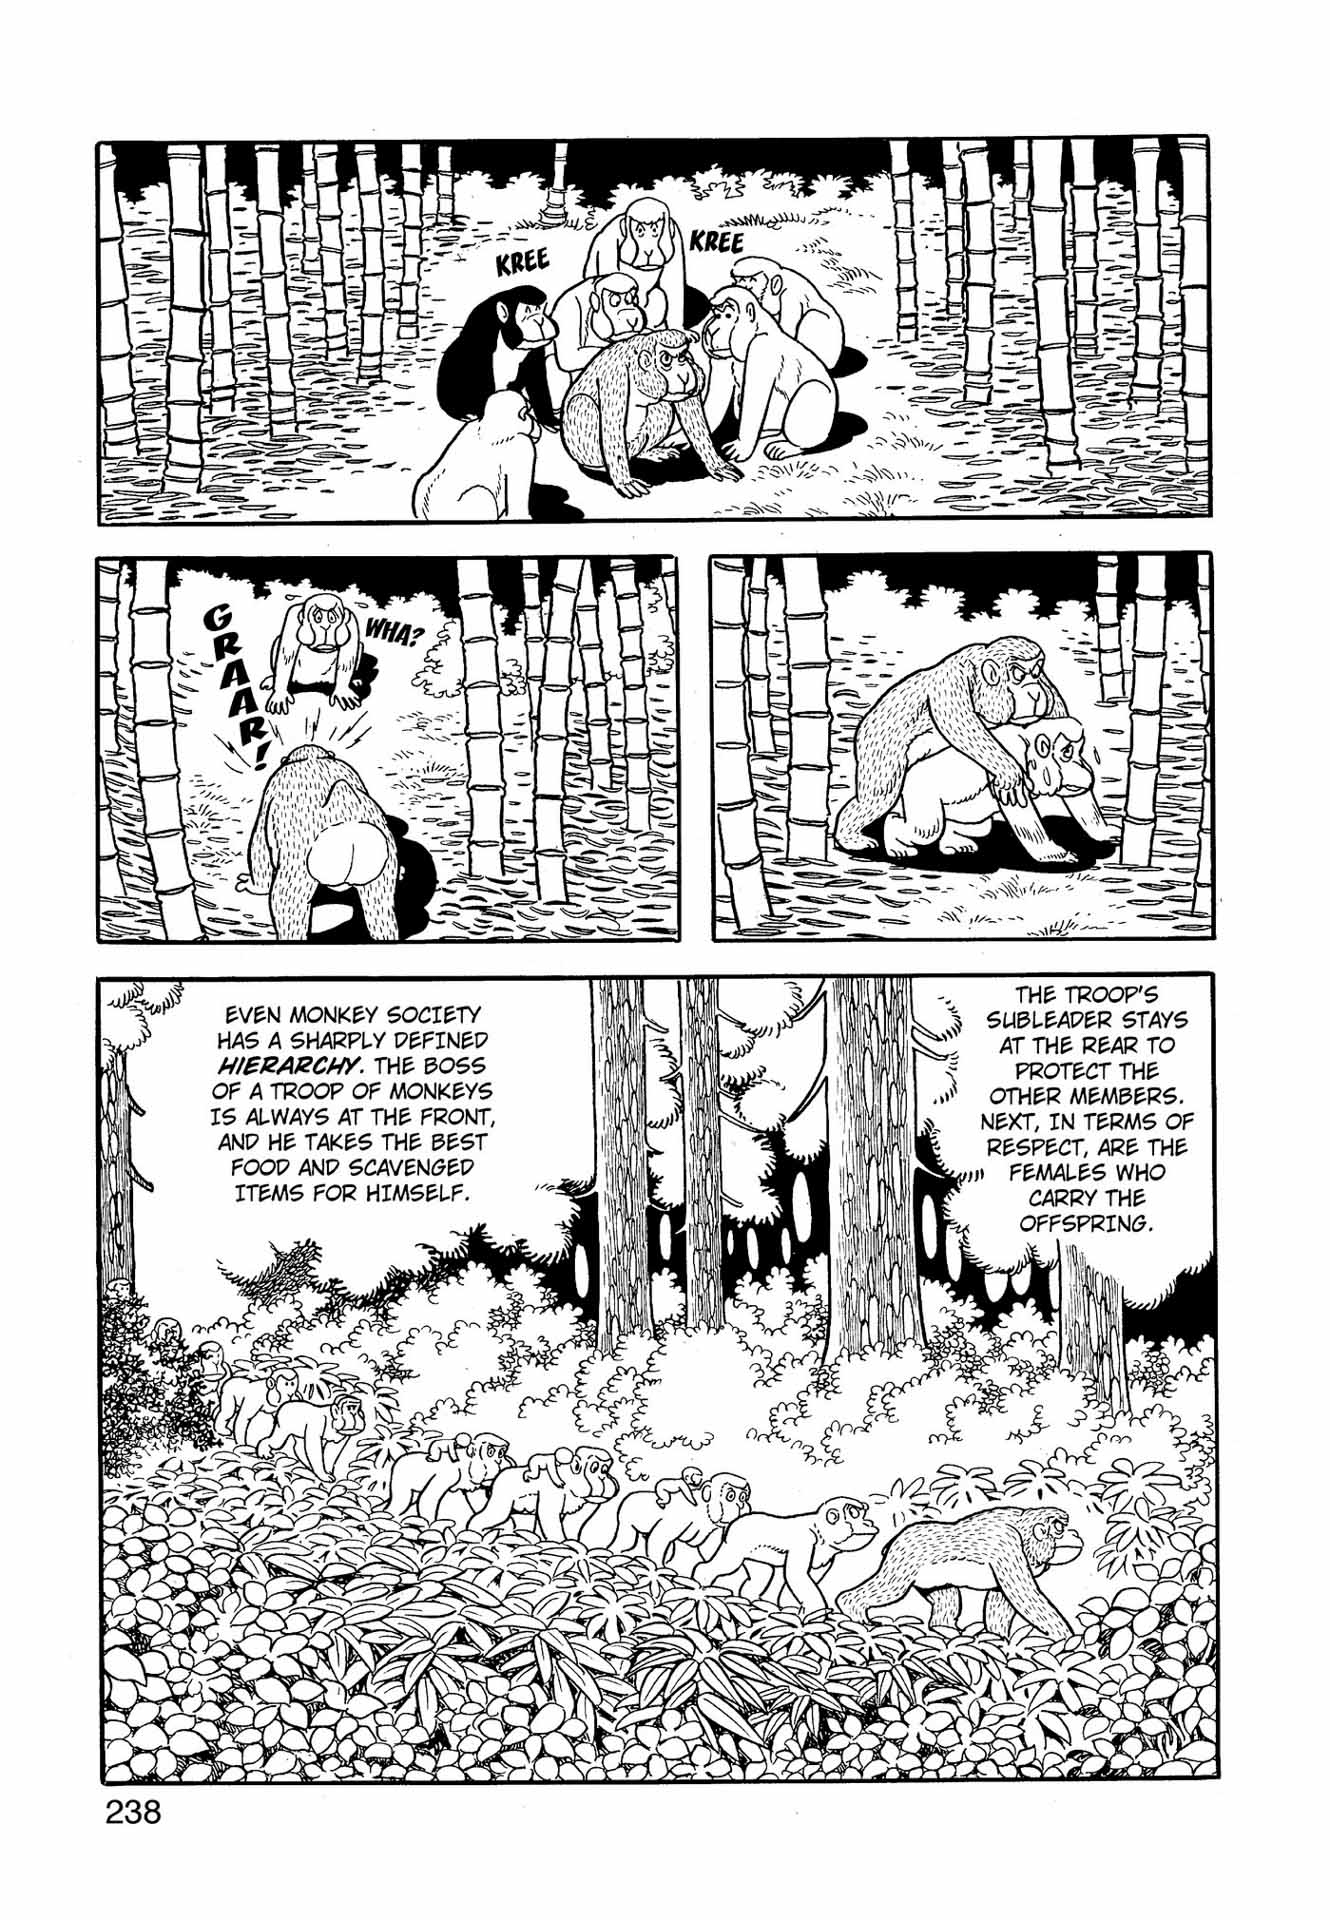 KREE
KREE
GRAAR!
WHA?
EVEN MONKEY SOCIETY
HAS A SHARPLY DEFINED
HIERARCHY. THE BOSS
OF A TROOP OF MONKEYS
IS ALWAYS AT THE FRONT,
AND HE TAKES THE BEST
FOOD AND SCAVENGED
ITEMS FOR HIMSELF.
THE TROOP'S
SUBLEADER STAYS
AT THE REAR TO
PROTECT THE
OTHER MEMBERS.
NEXT, IN TERMS OF
RESPECT, ARE THE
FEMALES WHO
CARRY THE
OFFSPRING.
238